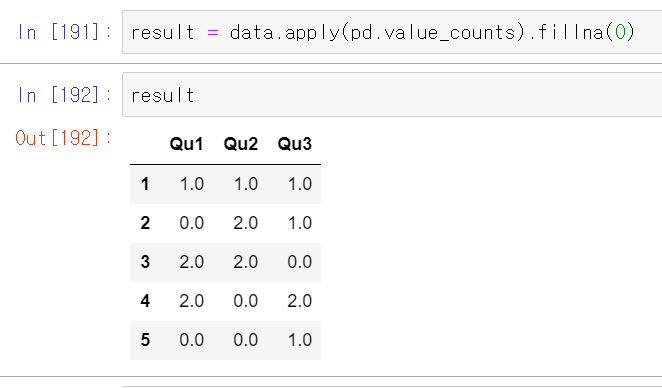 In [191]: result = data.apply(pd.value_counts).fillna(0)
In [192]: result
Out[192]:
Qu1 Qu2 Qu3
1 1.0 1.0 1.0
2 0.0 2.0 1.0
3 2.0 2.0 0.0
4 2.0 0.0 2.0
5 0.0 0.0 1.0